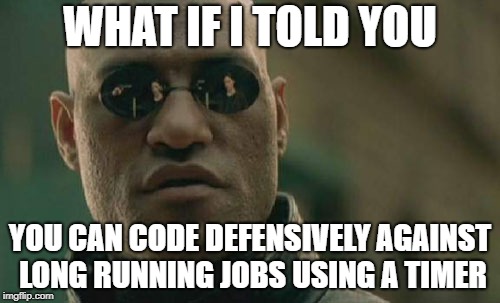 WHAT IF I TOLD YOU
YOU CAN CODE DEFENSIVELY AGAINST
LONG RUNNING JOBS USING A TIMER
imgflip.com